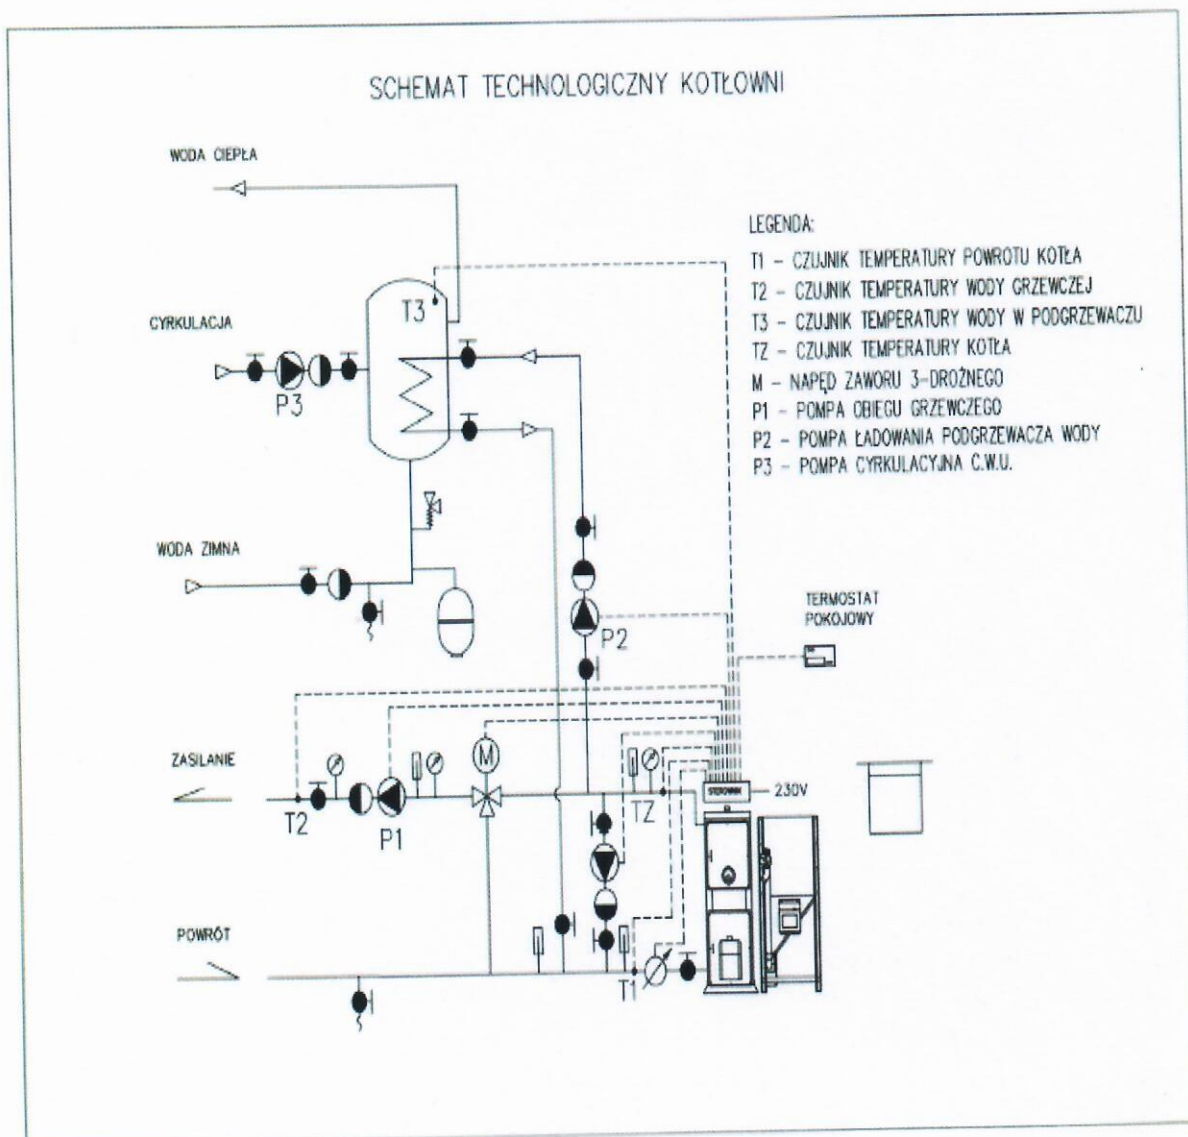 SCHEMAT TECHNOLOGICZNY KOTŁOWNI
WODA CIEPŁA
LEGENDA:
T1 - CZUJNIK TEMPERATURY POWROTU KOTŁA
T2 - CZUJNIK TEMPERATURY WODY GRZEWCZEJ
T3 - CZUJNIK TEMPERATURY WODY W PODGRZEWACZU
TZ - CZUJNIK TEMPERATURY KOTŁA
M - NAPĘD ZAWORU 3-DROŻNEGO
P1 - POMPA OBIEGU GRZEWCZEGO
P2 - POMPA ŁADOWANIA PODGRZEWACZA WODY
P3 - POMPA CYRKULACYJNA C.W.U.
T3
CYRKULACJA
P3
WODA ZIMNA
TERMOSTAT
POKOJOWY
P2
M
ZASILANIE
STEROWNIK
230V
T2
P1
TZ
POWRÓT
T1